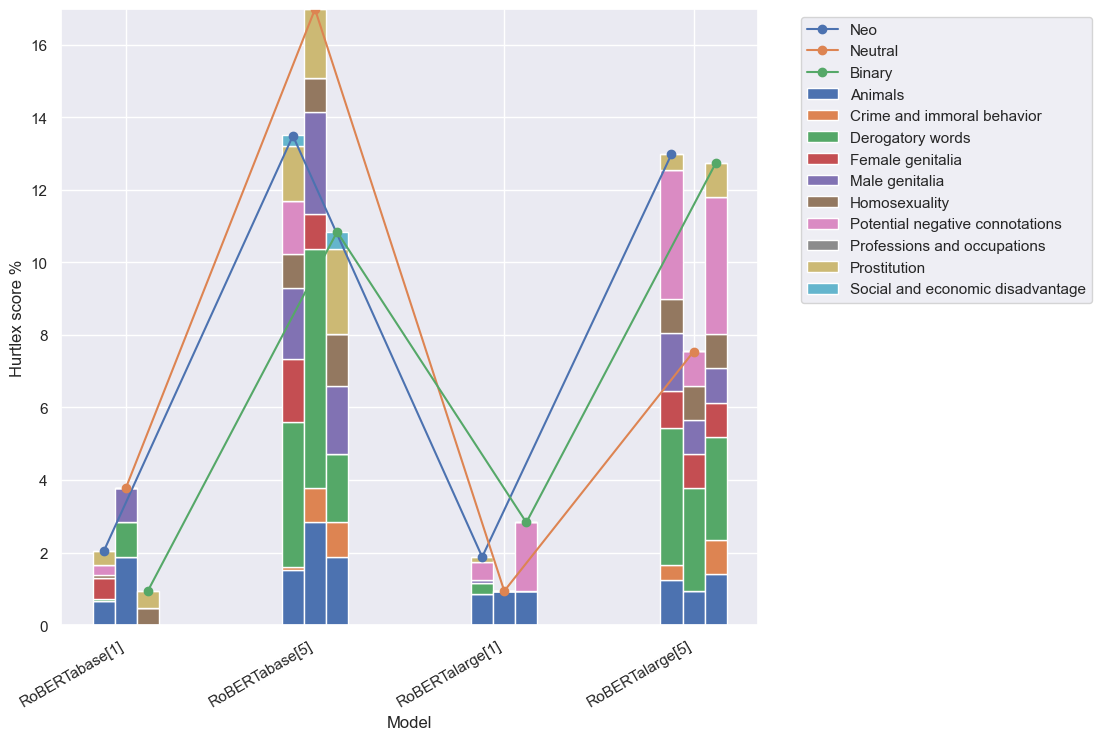 Hurtlex score %
16
14
12
10
8
6
4
2
0
RoBERTabase[1]
RoBERTabase[5]
RoBERTalarge[1]
RoBERTalarge[5]
Model
Neo
Neutral
Binary
Animals
Crime and immoral behavior
Derogatory words
Female genitalia
Male genitalia
Homosexuality
Potential negative connotations
Professions and occupations
Prostitution
Social and economic disadvantage